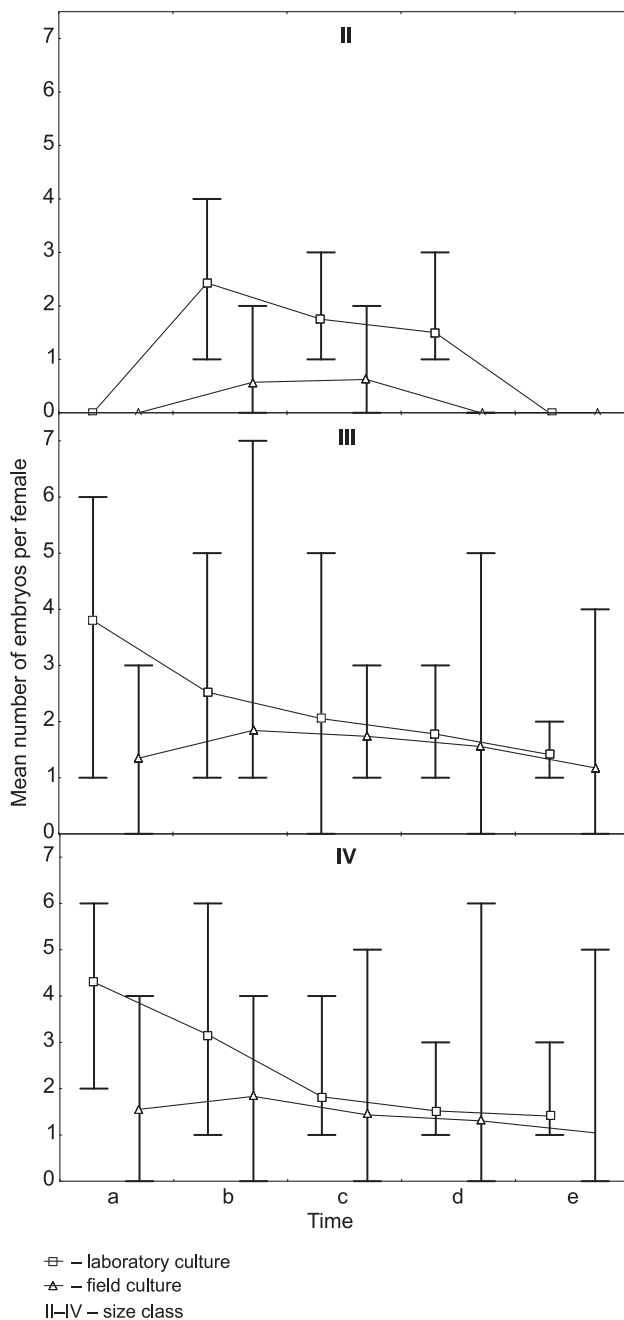 7
II
6
5
4
3
2
1
0
7
III
6
5
4
3
2
1
0
Mean number of embryos per female
7
IV
6
5
4
3
2
1
0
a b c d e
Time
– laboratory culture
– field culture
II–IV – size class